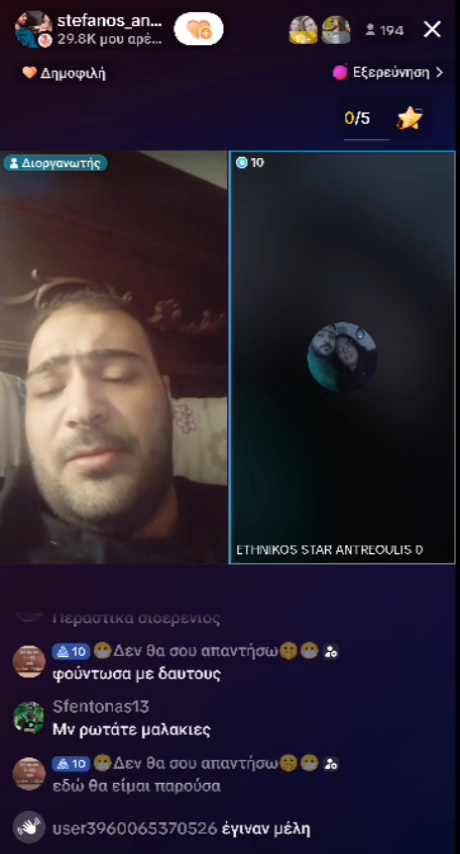 stefanos_an...
29.8K μου αρέ...
194
Δημοφιλή
Εξερεύνηση >
0/5
Διοργανωτής
10
ETHNIKOS STAR ANTREOULIS 0
Περαστικά σιδερένιος
10 Δεν θα σου απαντήσω
φούντωσα με δαυτους
Sfentonas13
Μν ρωτάτε μαλακιες
10 Δεν θα σου απαντήσω
εδώ θα είμαι παρούσα
user3960065370526 έγιναν μέλη